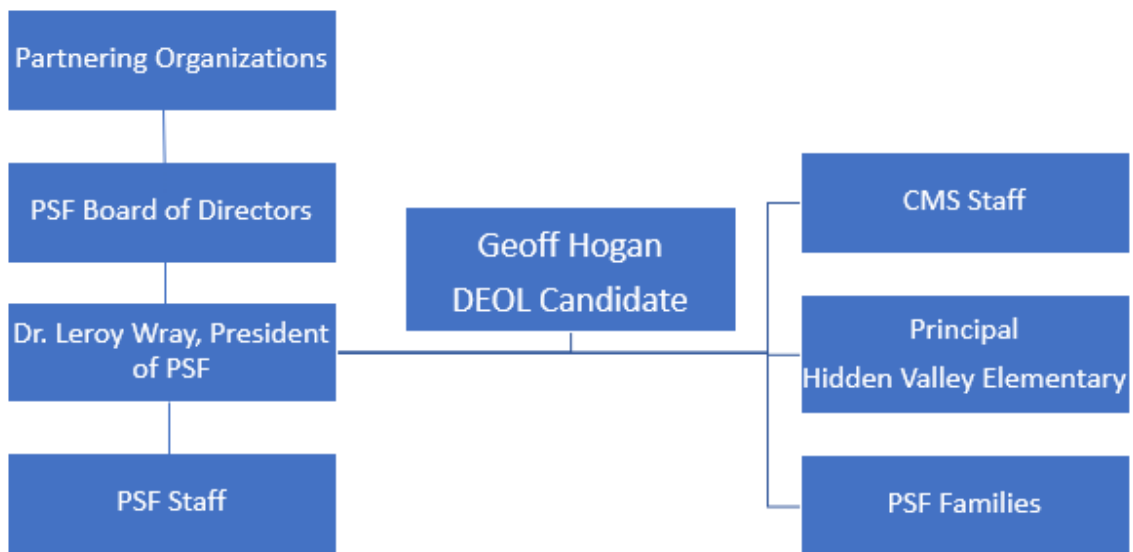 Partnering Organizations
PSF Board of Directors
Dr. Leroy Wray, President
of PSF
PSF Staff
Geoff Hogan
DEOL Candidate
CMS Staff
Principal
Hidden Valley Elementary
PSF Families